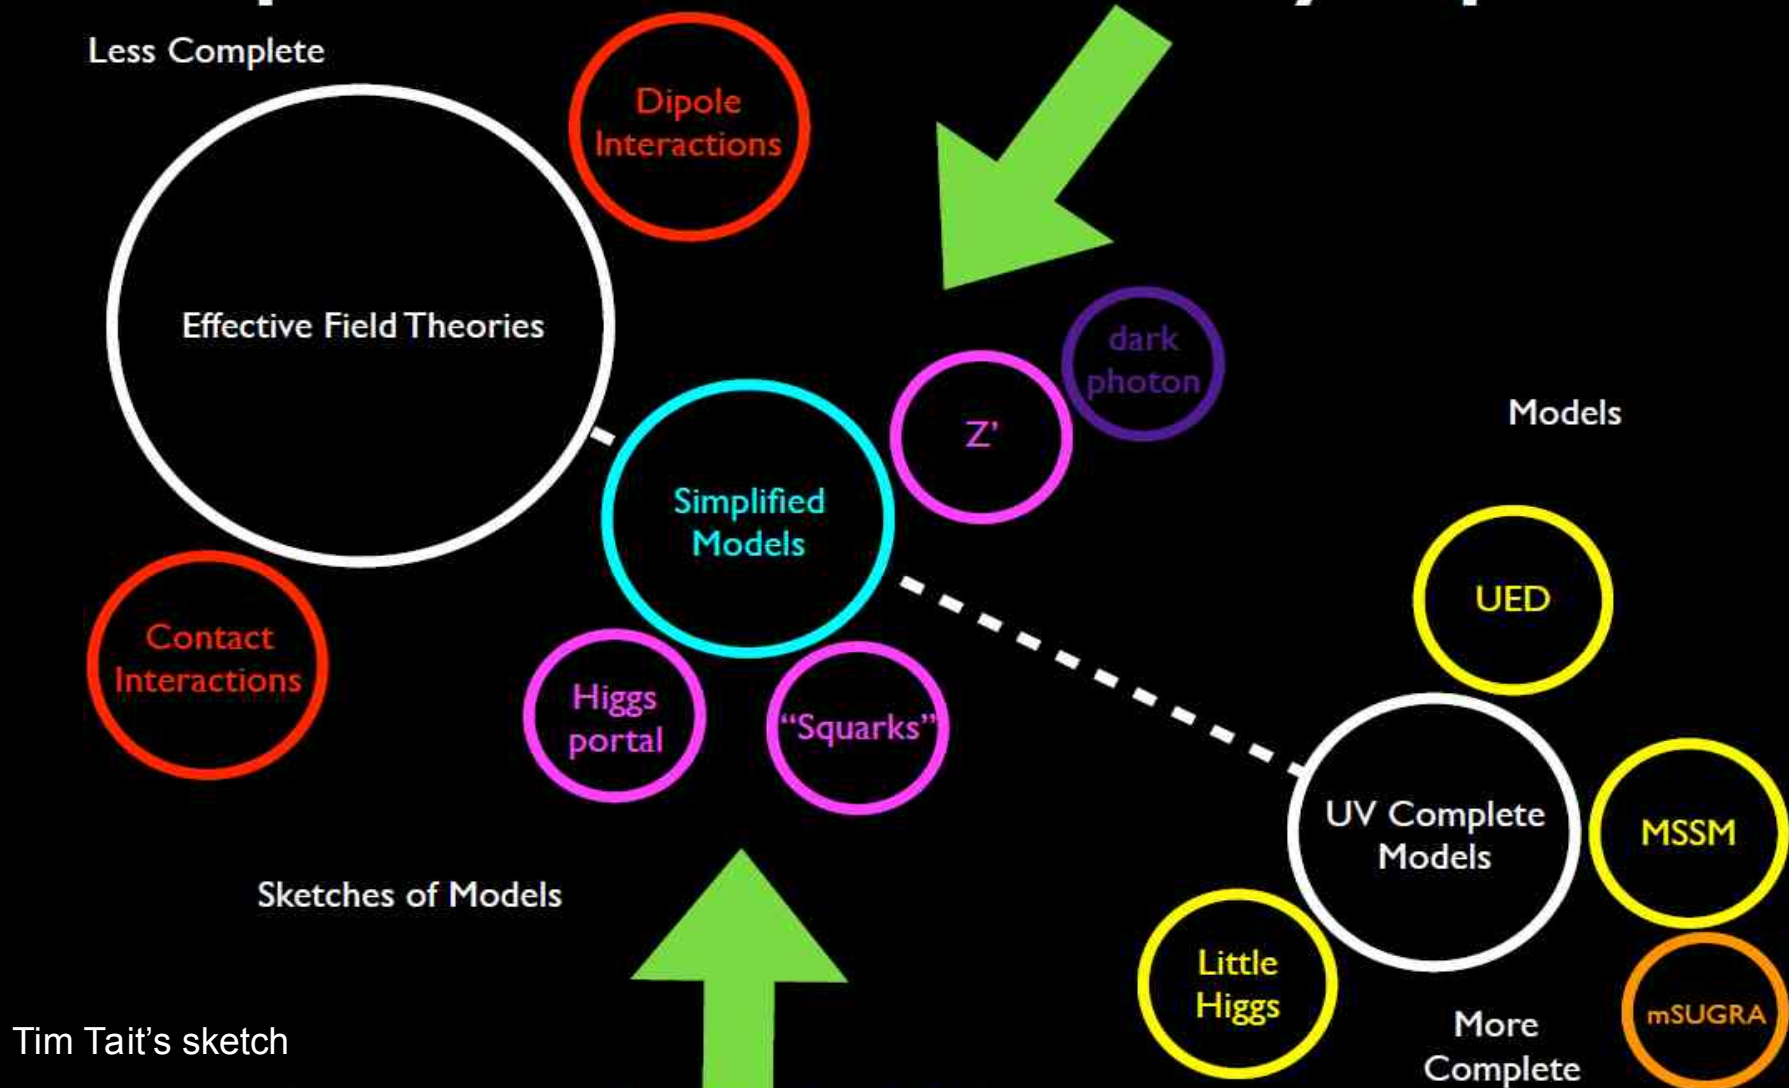 Less Complete
Dipole
Interactions
Effective Field Theories
dark
photon
Z’
Models
Simplified
Models
UED
Contact
Interactions
Higgs
portal
“Squarks”
UV Complete
Models
MSSM
Sketches of Models
Little
Higgs
mSUGRA
More
Complete
Tim Tait’s sketch